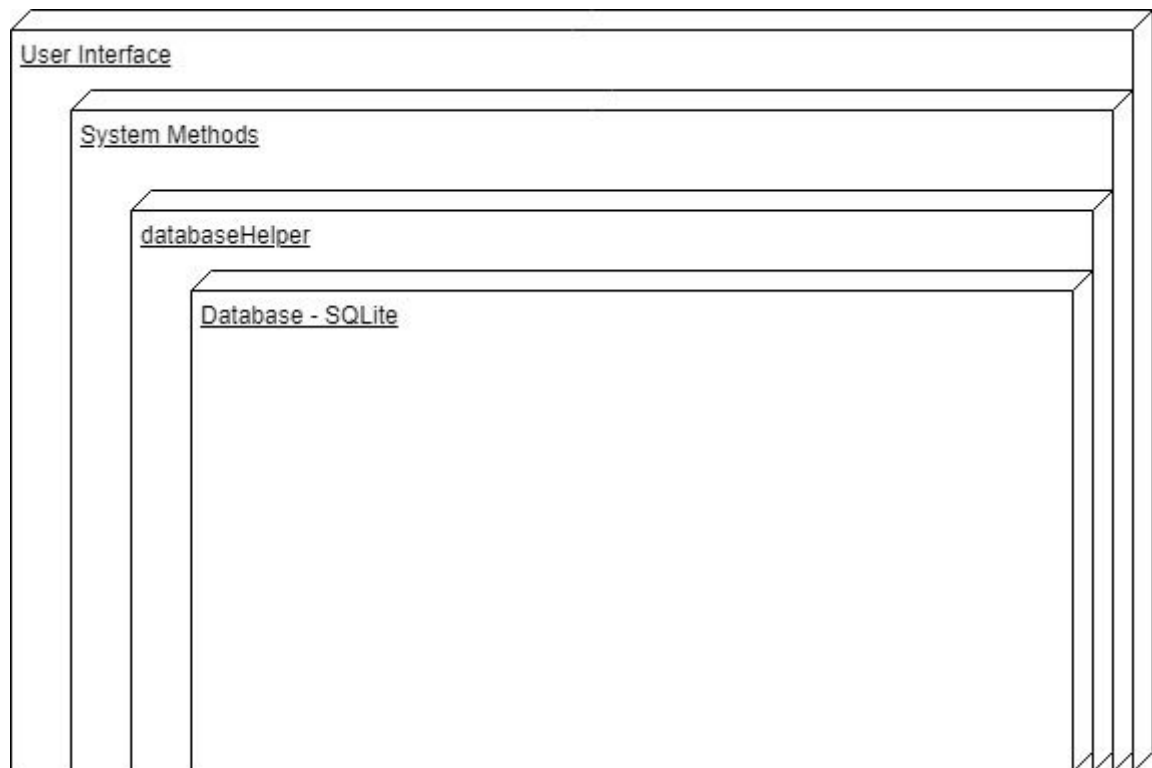 User Interface
System Methods
databaseHelper
Database - SQLite